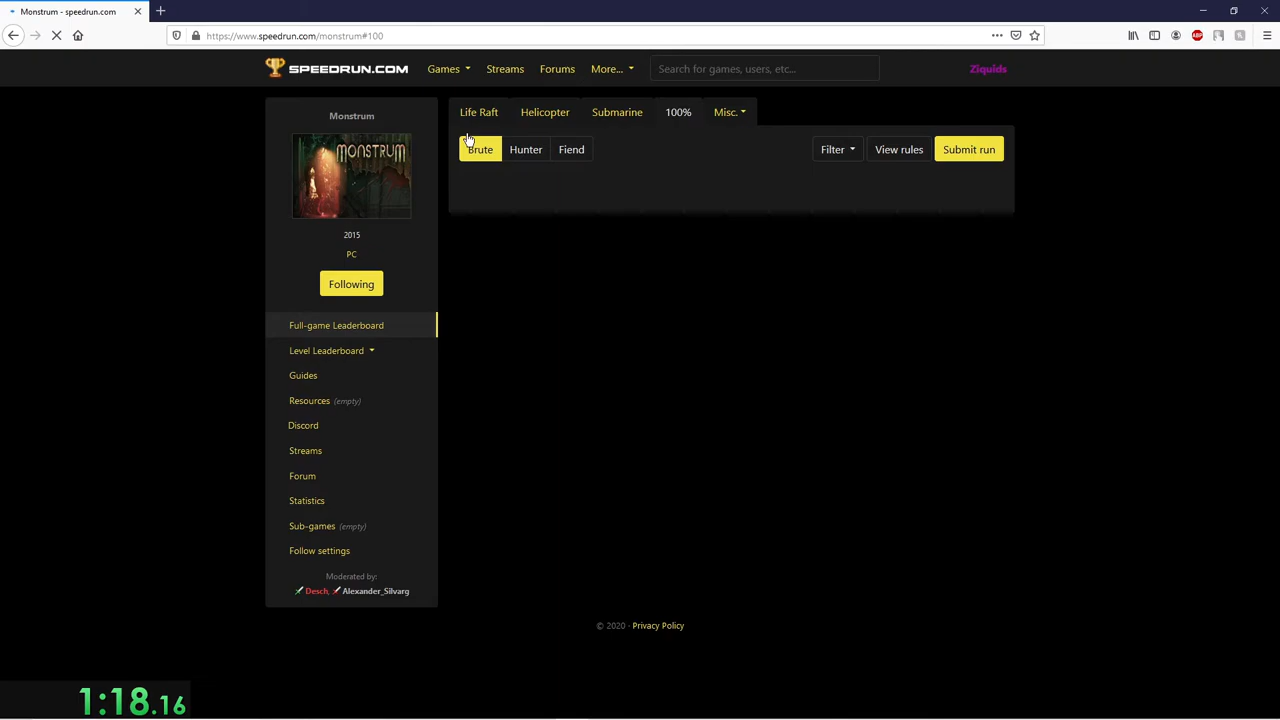 Monstrum - speedrun.com
https://www.speedrun.com/monstrum#100
ABP
SPEEDRUN.COM
Games
Streams
Forums
More...
Search for games, users, etc...
Ziquids
Monstrum
MONSTRUM
2015
PC
Following
Full-game Leaderboard
Level Leaderboard
Guides
Resources (empty)
Discord
Streams
Forum
Statistics
Sub-games (empty)
Follow settings
Moderated by:
Desch, Alexander_Silvarg
Life Raft
Helicopter
Submarine
100%
Misc.
Brute
Hunter
Fiend
Filter
View rules
Submit run
© 2020 · Privacy Policy
1:18.16